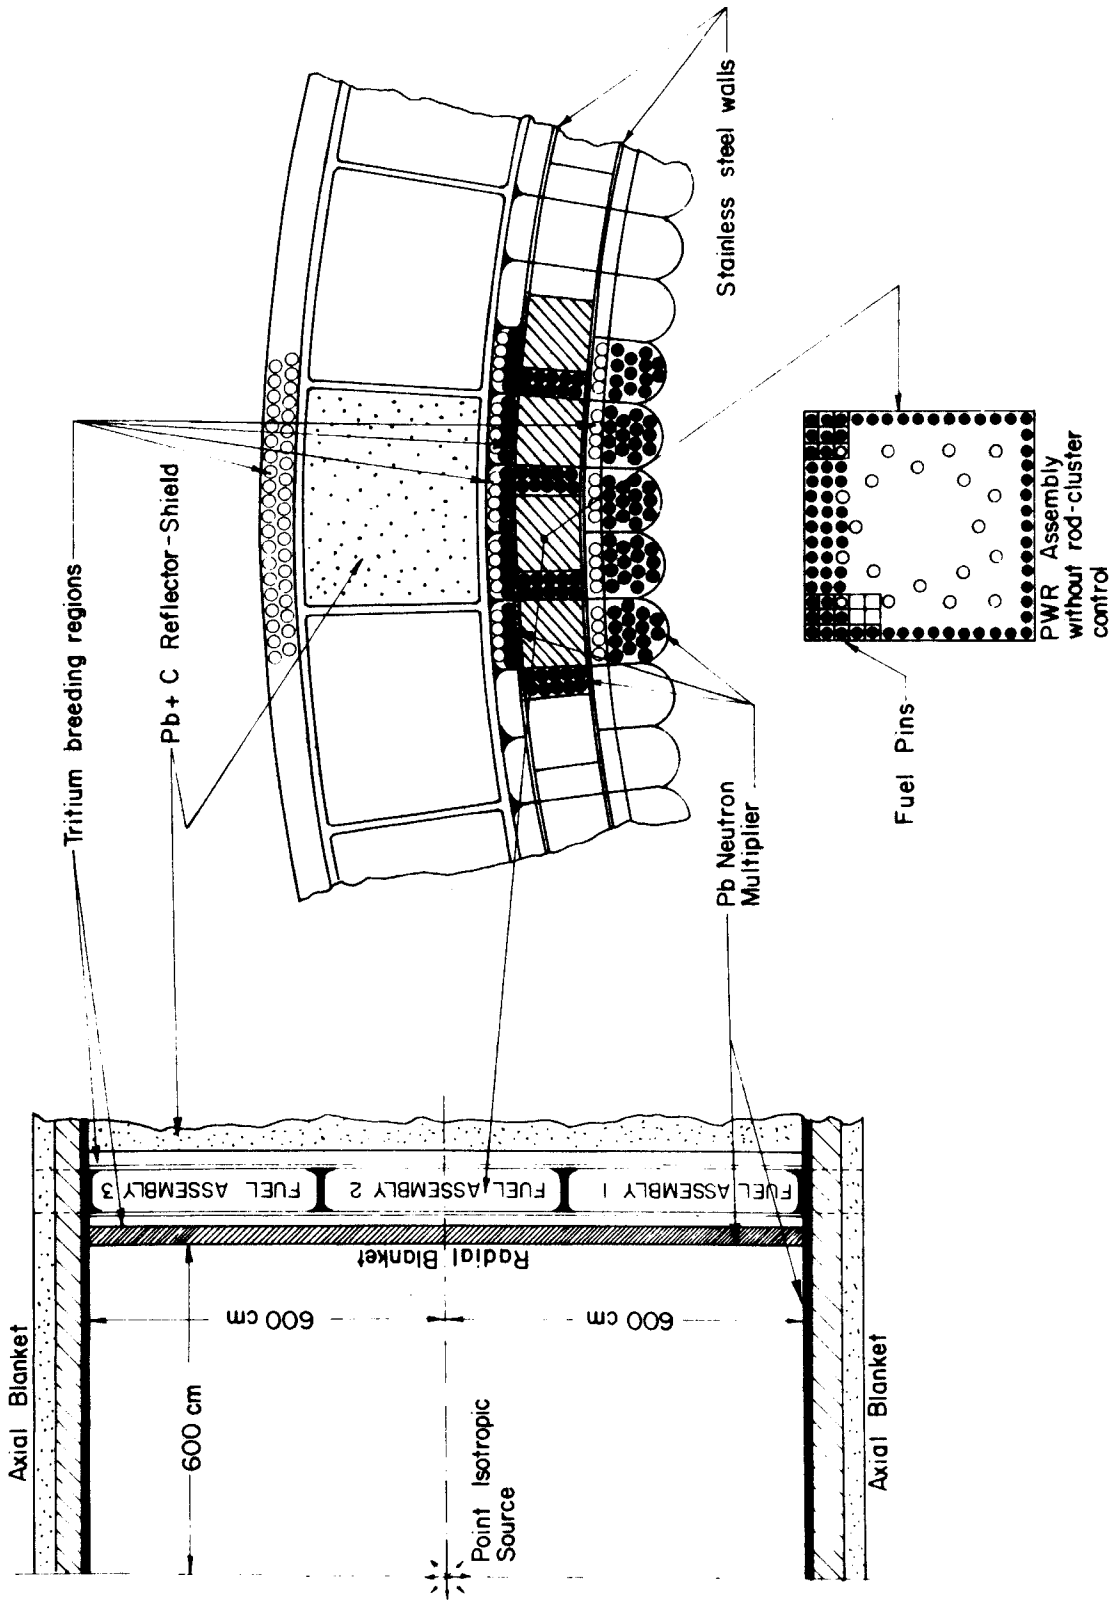 Tritium breeding regions
Pb + C Reflector-Shield
Stainless steel walls
Axial Blanket
600 cm
Point Isotropic
Source
600 cm
600 cm
Radial Blanket
FUEL ASSEMBLY 1
FUEL ASSEMBLY 2
FUEL ASSEMBLY 3
Axial Blanket
Pb Neutron
Multiplier
Fuel Pins
PWR Assembly
without rod-cluster
control